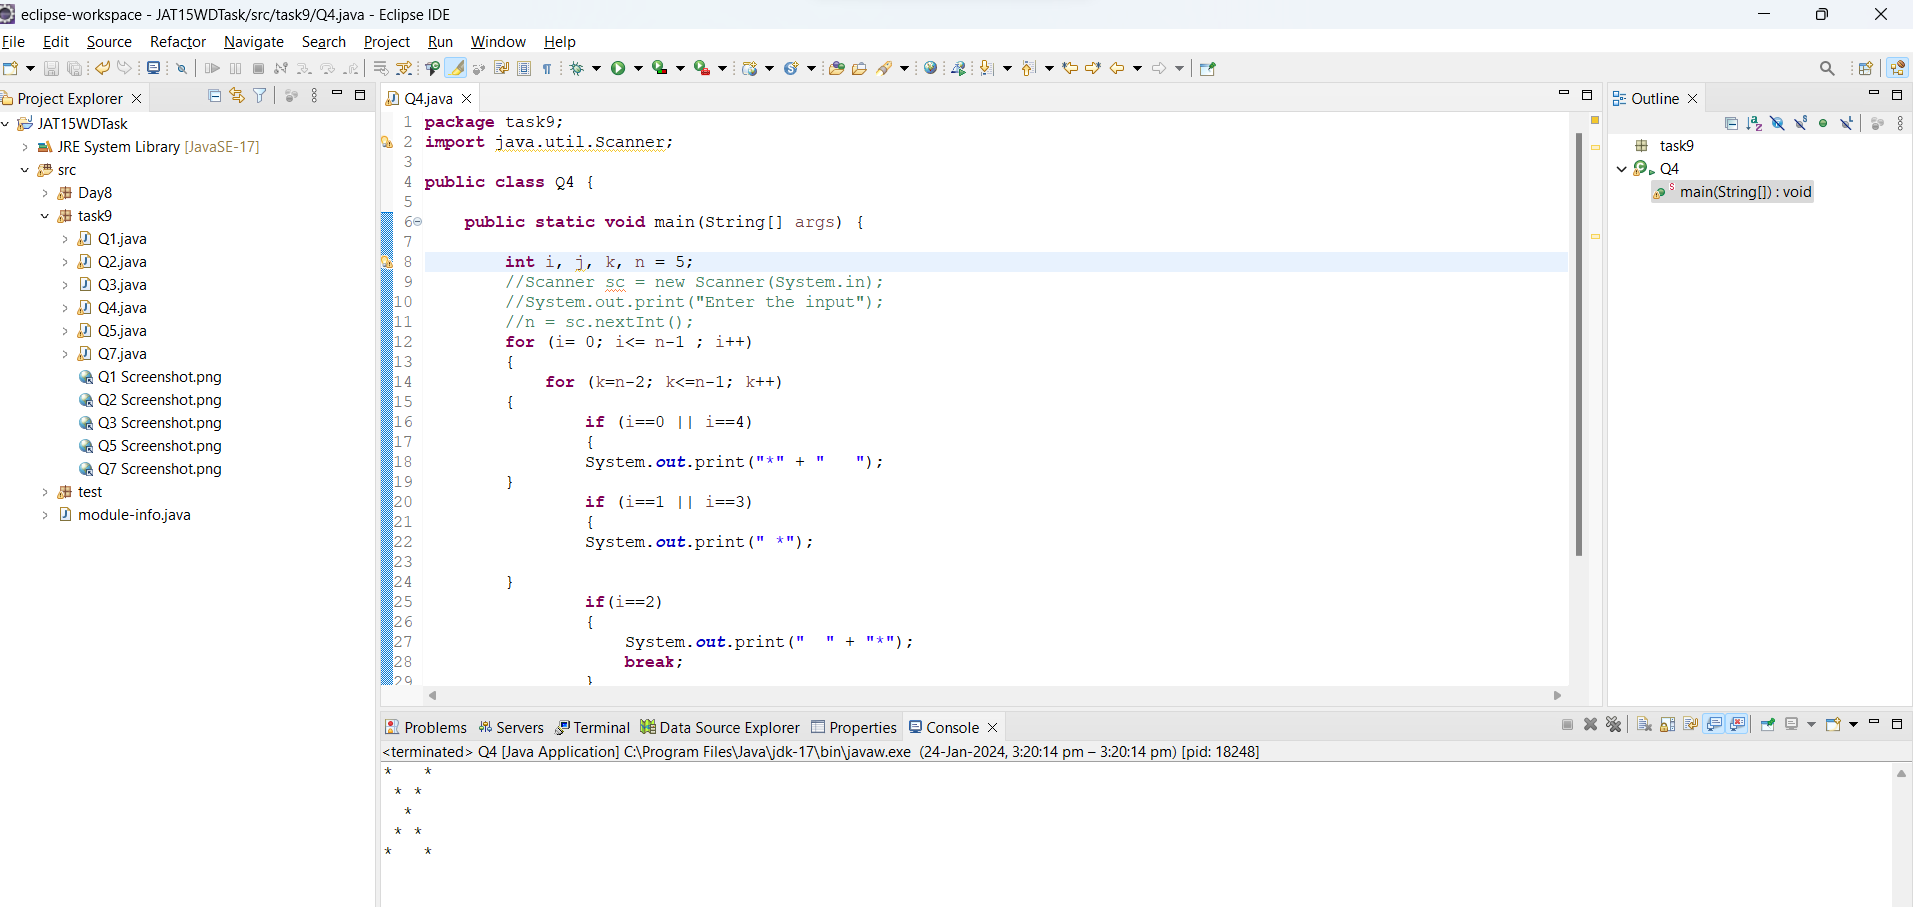 eclipse-workspace - JAT15WDTask/src/task9/Q4.java - Eclipse IDE
File Edit Source Refactor Navigate Search Project Run Window Help
Project Explorer
JAT15WDTask
JRE System Library [JavaSE-17]
src
Day8
task9
Q1.java
Q2.java
Q3.java
Q4.java
Q5.java
Q7.java
Q1 Screenshot.png
Q2 Screenshot.png
Q3 Screenshot.png
Q5 Screenshot.png
Q7 Screenshot.png
test
module-info.java
Q4.java
1 package task9;
2 import java.util.Scanner;
3
4 public class Q4 {
5
6 public static void main(String[] args) {
7
8 int i, j, k, n = 5;
9 //Scanner sc = new Scanner(System.in);
10 //System.out.print("Enter the input");
11 //n = sc.nextInt();
12 for (i= 0; i<= n-1 ; i++)
13 {
14 for (k=n-2; k<=n-1; k++)
15 {
16 if (i==0 || i==4)
17 {
18 System.out.print("*" + "   ");
19 }
20 if (i==1 || i==3)
21 {
22 System.out.print(" *");
23
24 }
25 if(i==2)
26 {
27 System.out.print("  " + "*");
28 break;
29 }
Outline
task9
Q4
main(String[]) : void
Problems Servers Terminal Data Source Explorer Properties Console
<terminated> Q4 [Java Application] C:\Program Files\Java\jdk-17\bin\javaw.exe (24-Jan-2024, 3:20:14 pm – 3:20:14 pm) [pid: 18248]
*   *
 * *
  *
 * *
*   *